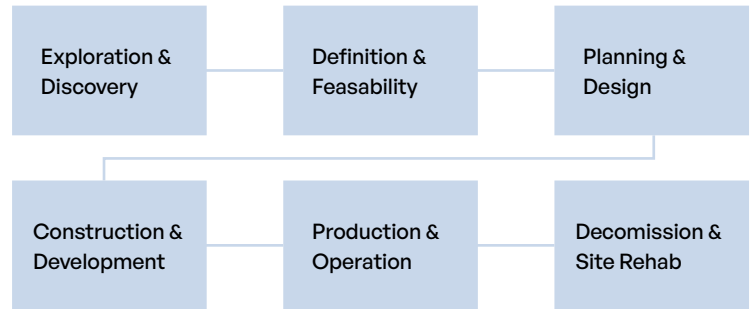 Exploration &
Discovery
Definition &
Feasability
Planning &
Design
Construction &
Development
Production &
Operation
Decomission &
Site Rehab